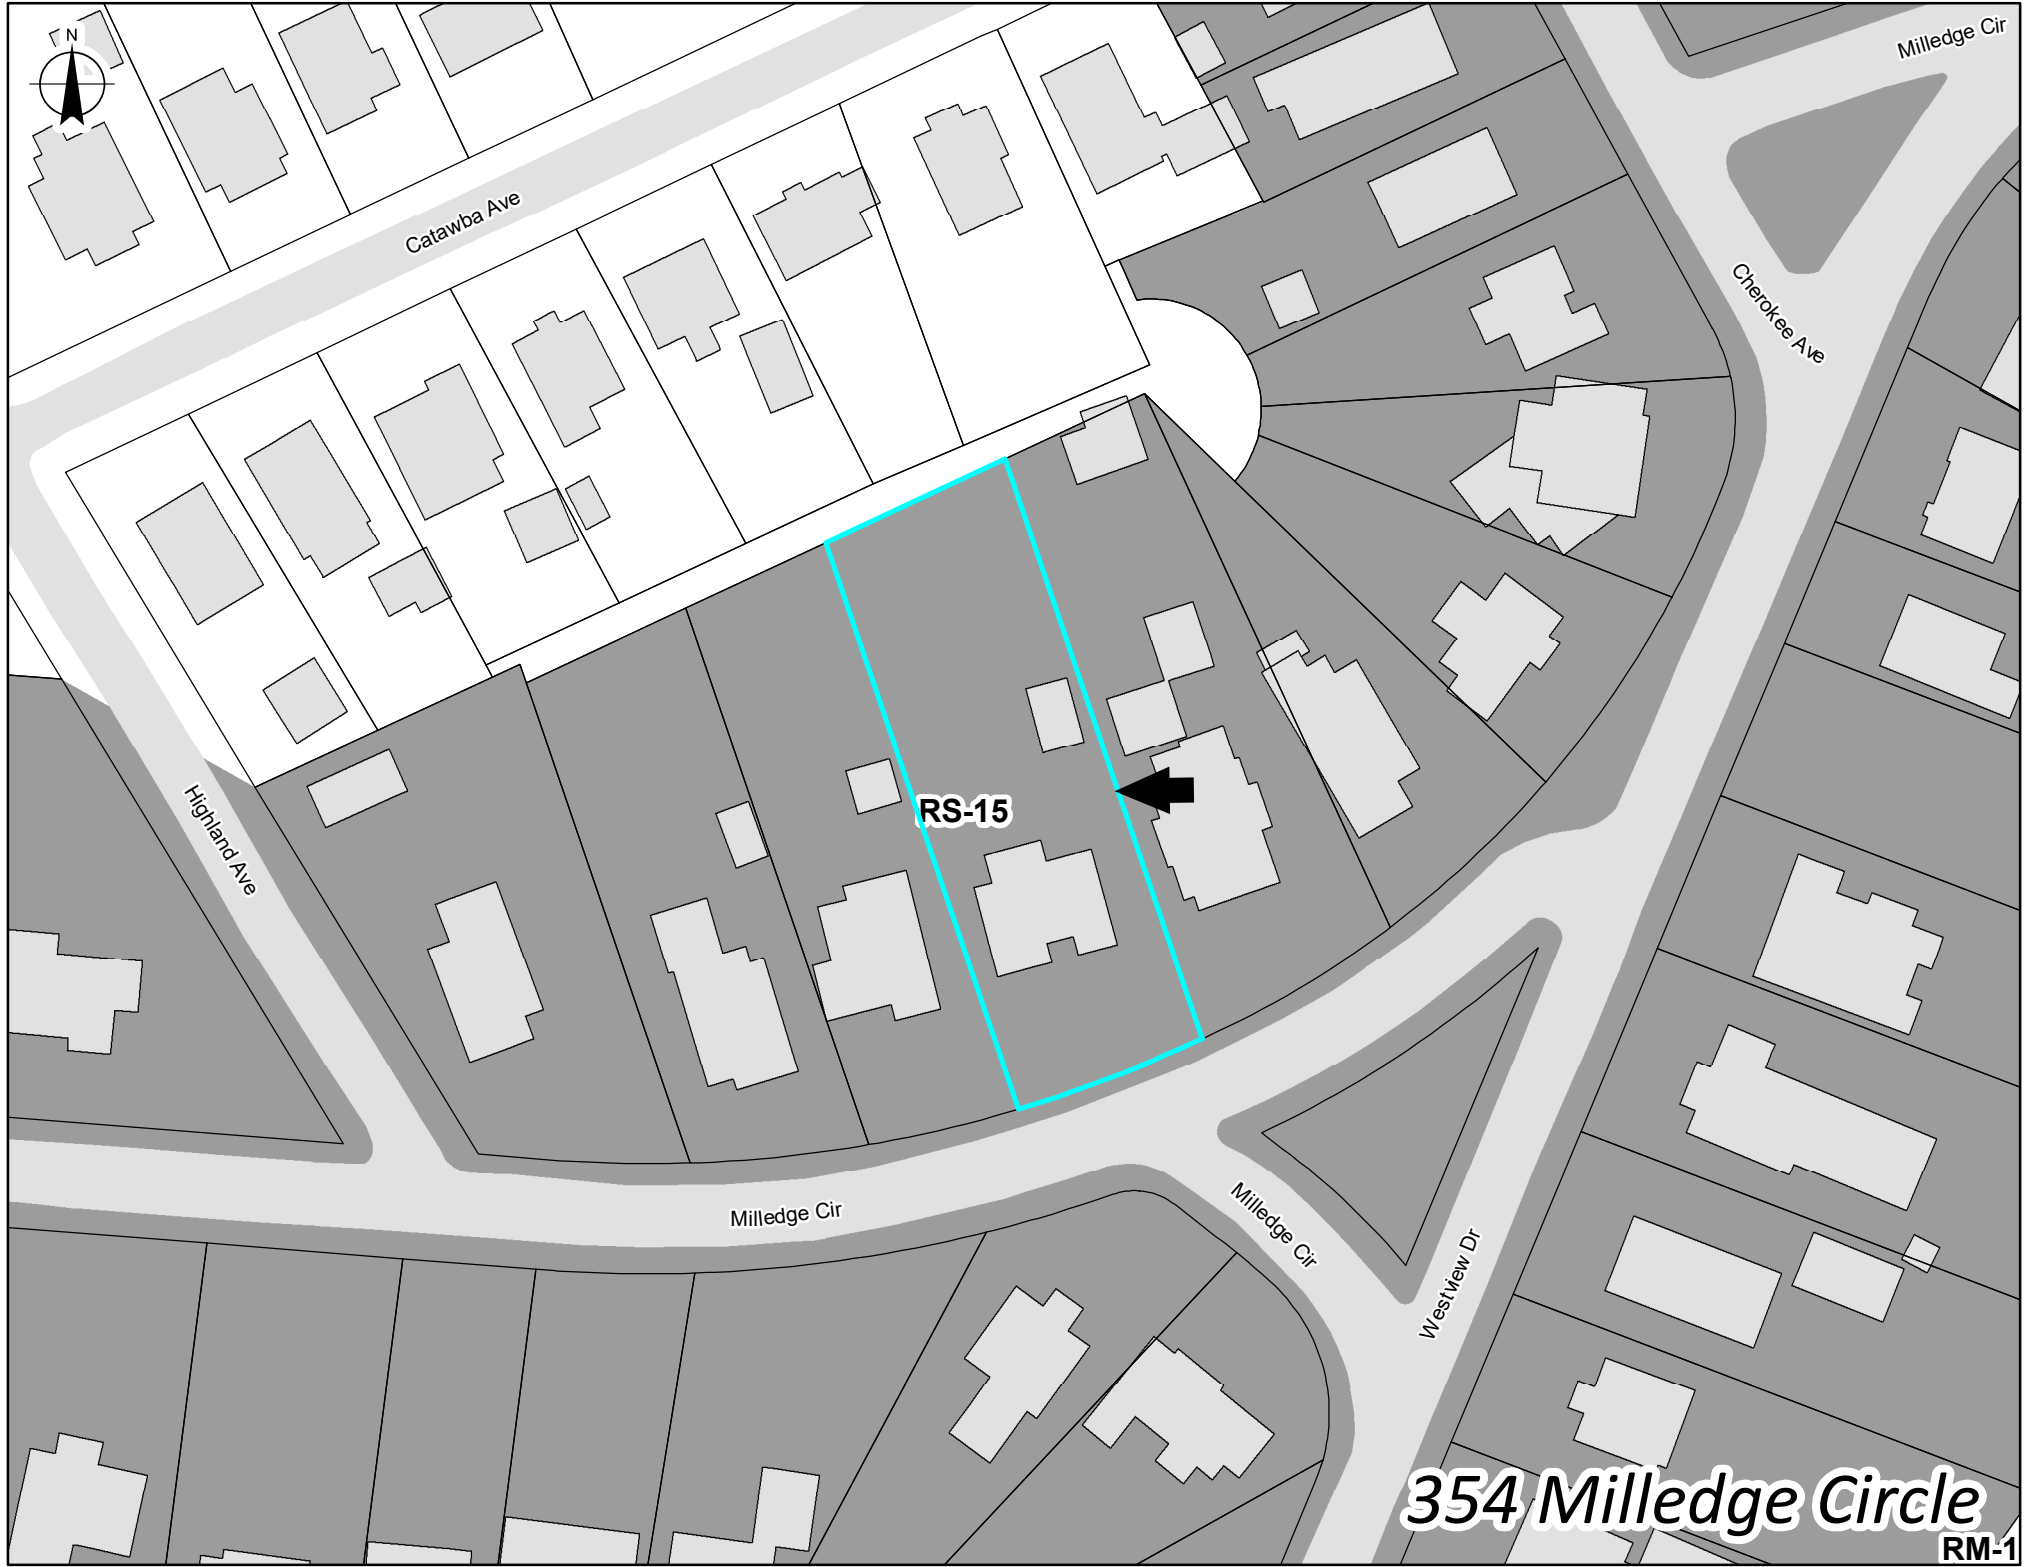 N
Milledge Cir
Catawba Ave
Cherokee Ave
Highland Ave
RS-15
Milledge Cir
Milledge Cir
Westview Dr
354 Milledge Circle
RM-1